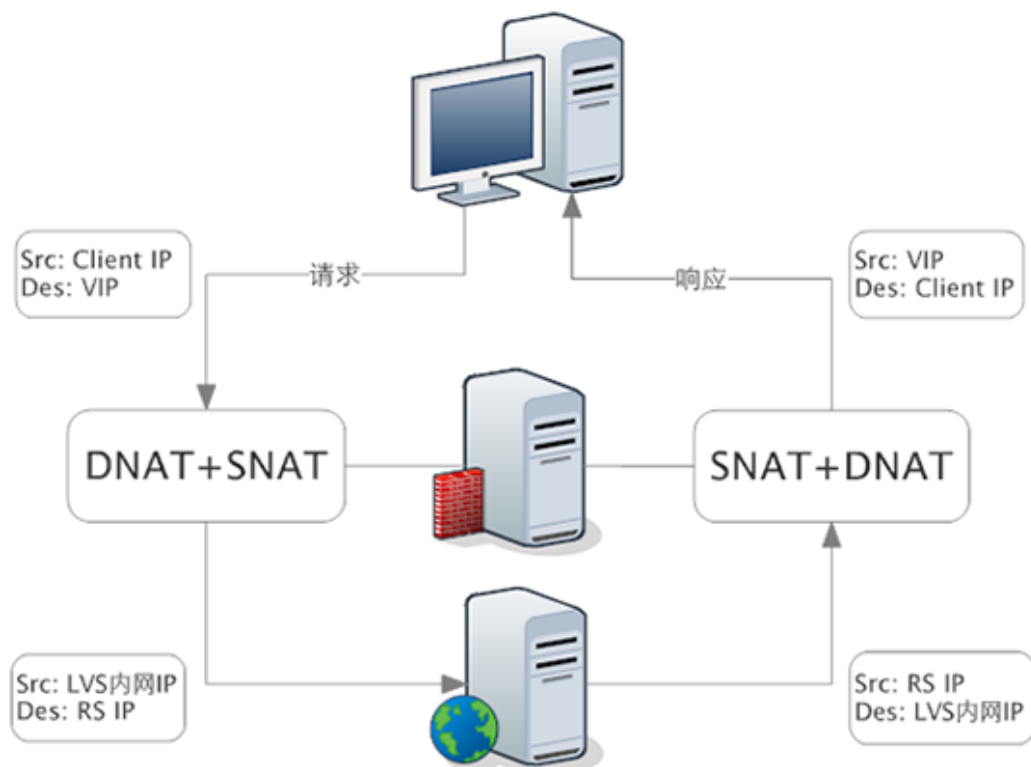 Src: Client IP
Des: VIP
请求
响应
Src: VIP
Des: Client IP
DNAT+SNAT
SNAT+DNAT
Src: LVS内网IP
Des: RS IP
Src: RS IP
Des: LVS内网IP